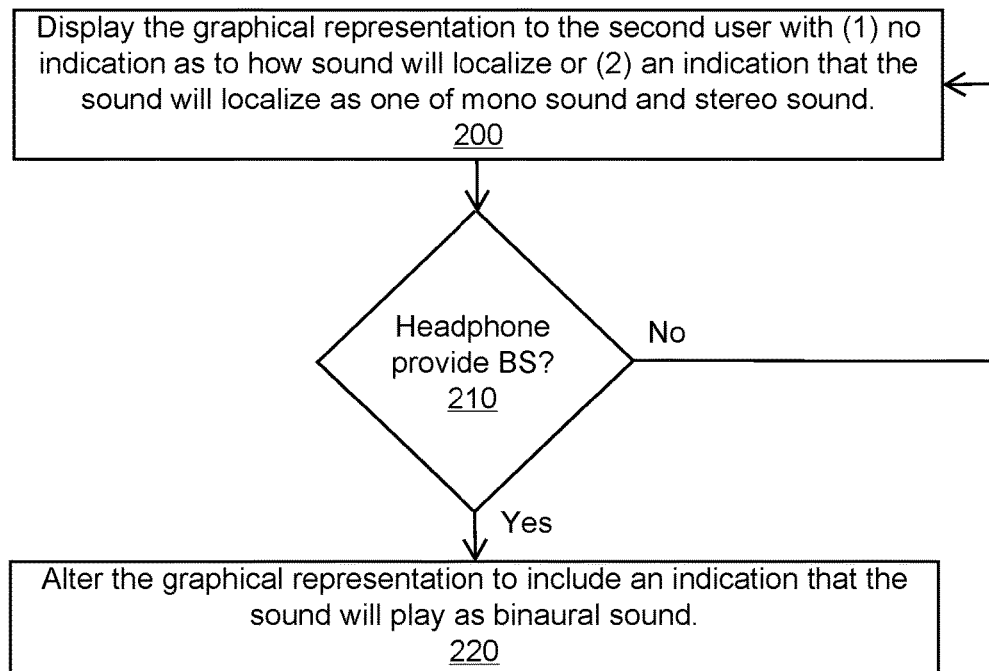 Display the graphical representation to the second user with (1) no
indication as to how sound will localize or (2) an indication that the
sound will localize as one of mono sound and stereo sound.
200
Headphone
provide BS?
210
No
Yes
Alter the graphical representation to include an indication that the
sound will play as binaural sound.
220